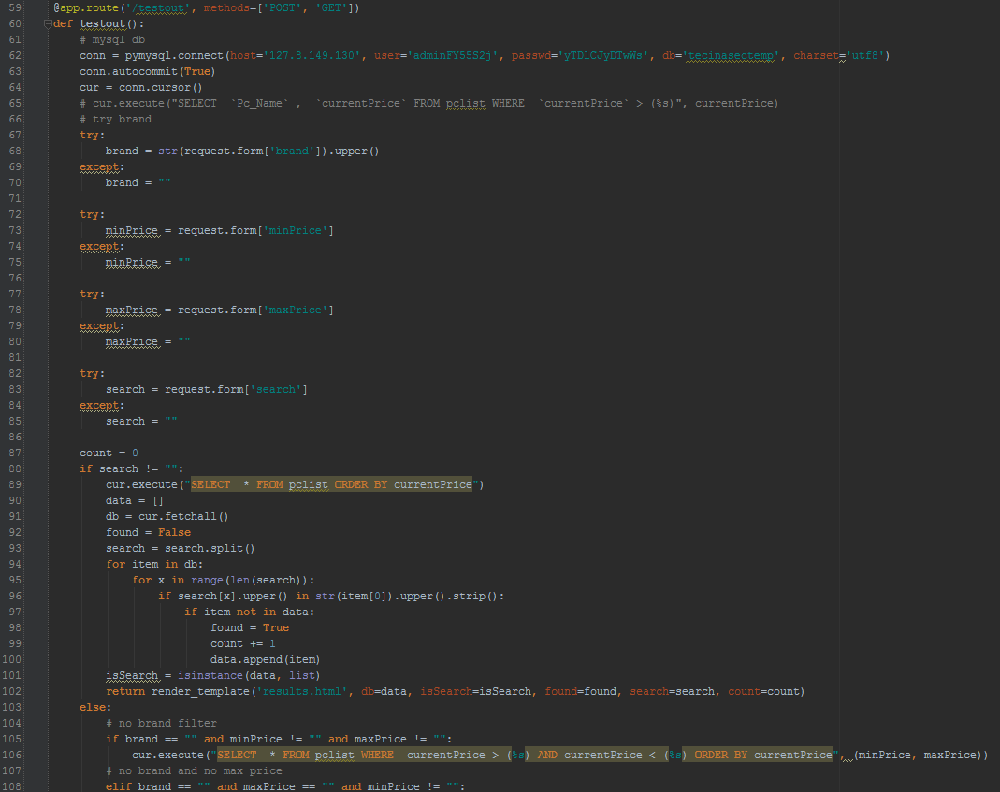 59 @app.route('/testout', methods=['POST', 'GET'])
60 def testout():
61 # mysql db
62 conn = pymysql.connect(host='127.8.149.130', user='adminFY55S2j', passwd='yTDlCJyDTwWs', db='tecinasectemp', charset='utf8')
63 conn.autocommit(True)
64 cur = conn.cursor()
65 # cur.execute("SELECT `Pc_Name` , `currentPrice` FROM pclist WHERE `currentPrice` > (%s)", currentPrice)
66 # try brand
67 try:
68 brand = str(request.form['brand']).upper()
69 except:
70 brand = ""
71
72 try:
73 minPrice = request.form['minPrice']
74 except:
75 minPrice = ""
76
77 try:
78 maxPrice = request.form['maxPrice']
79 except:
80 maxPrice = ""
81
82 try:
83 search = request.form['search']
84 except:
85 search = ""
86
87 count = 0
88 if search != "":
89 cur.execute("SELECT * FROM pclist ORDER BY currentPrice")
90 data = []
91 db = cur.fetchall()
92 found = False
93 search = search.split()
94 for item in db:
95 for x in range(len(search)):
96 if search[x].upper() in str(item[0]).upper().strip():
97 if item not in data:
98 found = True
99 count += 1
100 data.append(item)
101 isSearch = isinstance(data, list)
102 return render_template('results.html', db=data, isSearch=isSearch, found=found, search=search, count=count)
103 else:
104 # no brand filter
105 if brand == "" and minPrice != "" and maxPrice != "":
106 cur.execute("SELECT * FROM pclist WHERE currentPrice > (%s) AND currentPrice < (%s) ORDER BY currentPrice", (minPrice, maxPrice))
107 # no brand and no max price
108 elif brand == "" and maxPrice == "" and minPrice != "":